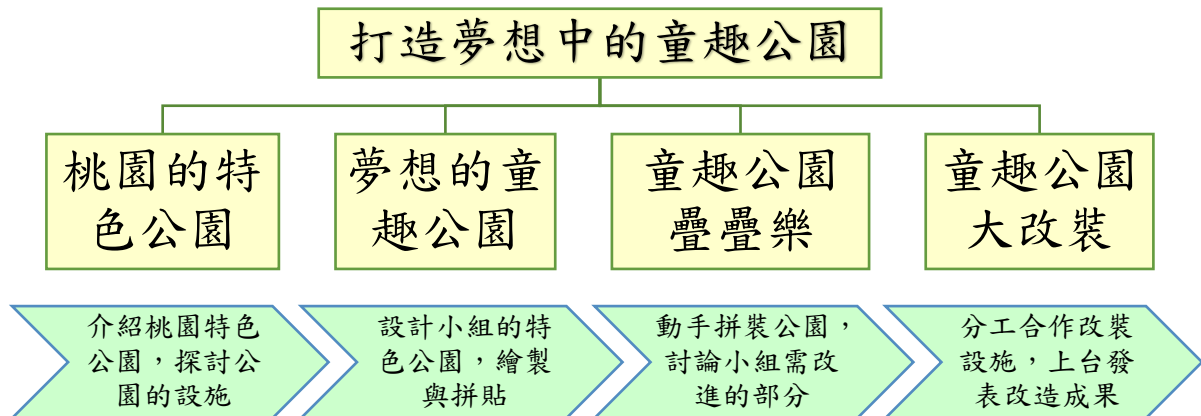 打造夢想中的童趣公園
桃園的特
色公園
夢想的童
趣公園
童趣公園
疊疊樂
童趣公園
大改裝
介紹桃園特色
公園，探討公
園的設施
設計小組的特
色公園，繪製
與拼貼
動手拼裝公園，
討論小組需改
進的部分
分工合作改裝
設施，上台發
表改造成果